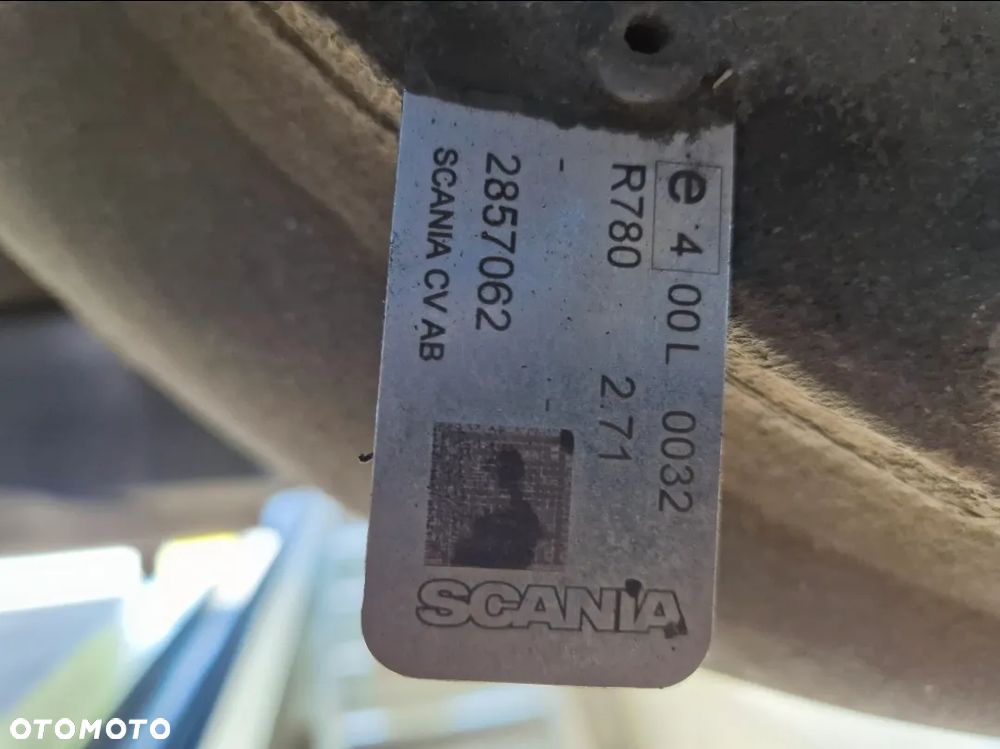 e 4 00L 0032
R780 2.71
- -
2857062
SCANIA CV AB
SCANIA
OTOMOTO